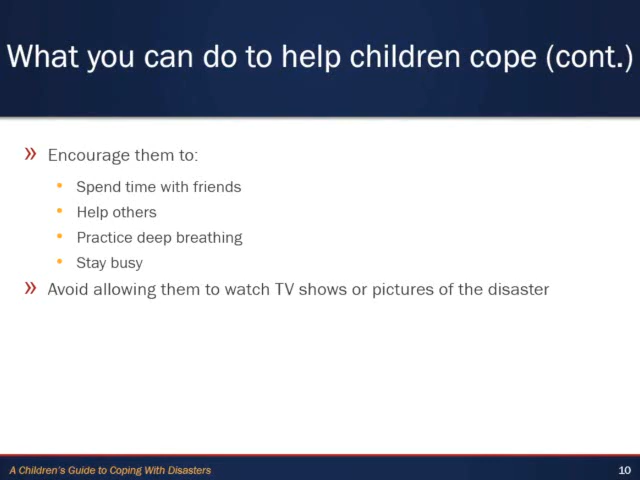 What you can do to help children cope (cont.)
» Encourage them to:
• Spend time with friends
• Help others
• Practice deep breathing
• Stay busy
» Avoid allowing them to watch TV shows or pictures of the disaster
A Children's Guide to Coping With Disasters
10